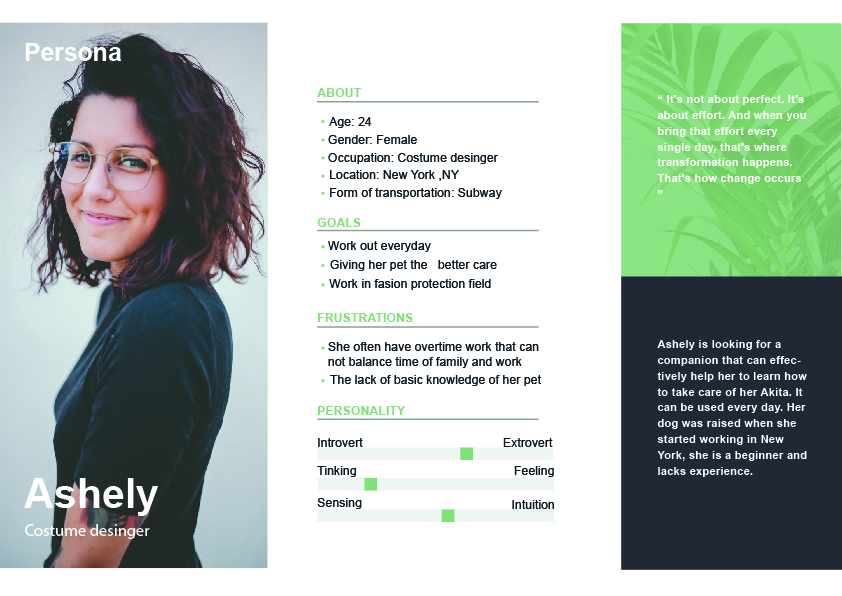 Persona
Ashely
Costume desinger
ABOUT
• Age: 24
• Gender: Female
• Occupation: Costume desinger
• Location: New York ,NY
• Form of transportation: Subway
GOALS
• Work out everyday
• Giving her pet the better care
• Work in fasion protection field
FRUSTRATIONS
• She often have overtime work that can
not balance time of family and work
• The lack of basic knowledge of her pet
PERSONALITY
Introvert Extrovert
Tinking Feeling
Sensing Intuition
“ It's not about perfect. It's
about effort. And when you
bring that effort every
single day, that's where
transformation happens.
That's how change occurs
”
Ashely is looking for a
companion that can effec-
tively help her to learn how
to take care of her Akita. It
can be used every day. Her
dog was raised when she
started working in New
York, she is a beginner and
lacks experience.